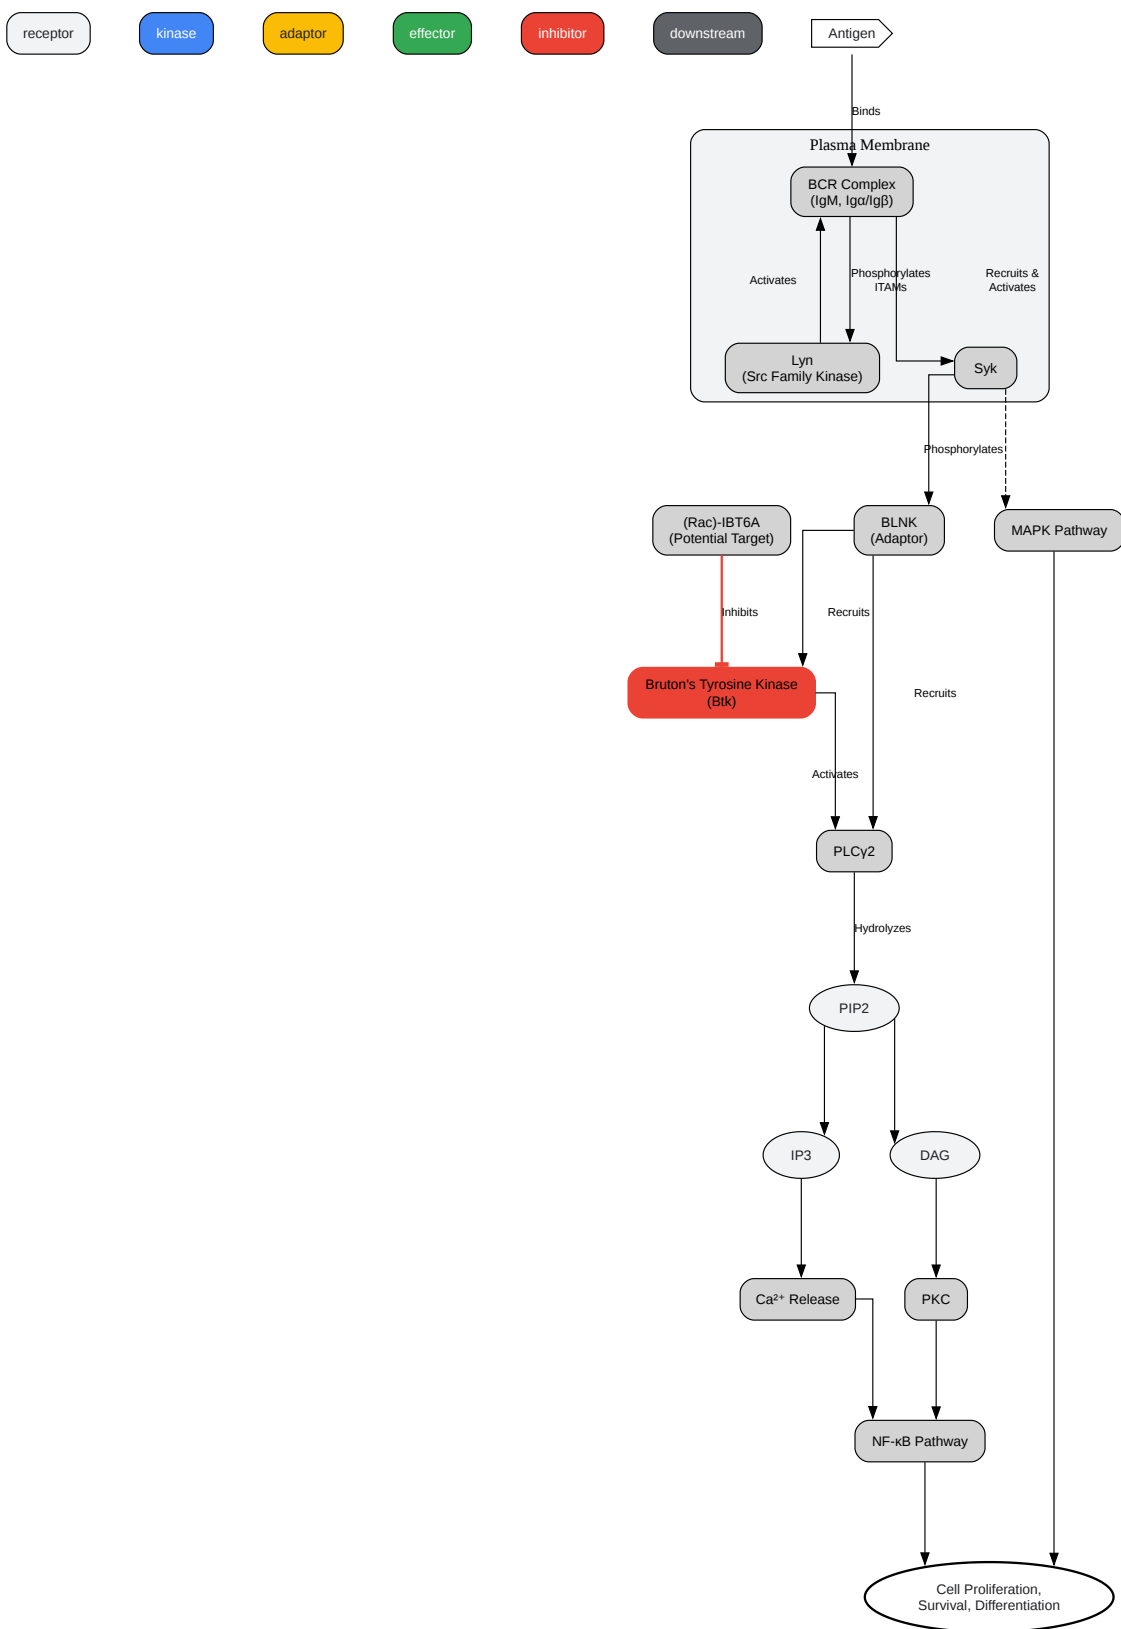 receptor
kinase
adaptor
effector
inhibitor
downstream
Antigen
Binds
Plasma Membrane
BCR Complex
(IgM, Igα/Igβ)
Activates
Phosphorylates
ITAMs
Recruits &
Activates
Lyn
(Src Family Kinase)
Syk
Phosphorylates
(Rac)-IBT6A
(Potential Target)
BLNK
(Adaptor)
MAPK Pathway
Inhibits
Recruits
Bruton's Tyrosine Kinase
(Btk)
Recruits
Activates
PLCγ2
Hydrolyzes
PIP2
IP3
DAG
Ca²⁺ Release
PKC
NF-κB Pathway
Cell Proliferation,
Survival, Differentiation